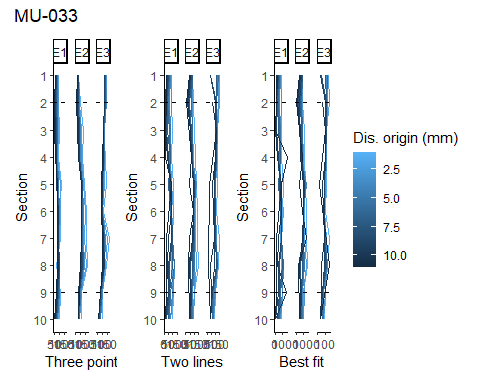 MU-033
E1 E2 E3 E1 E2 E3 E1 E2 E3
1 1 1
2 2 2
3 3 3
4 4 4
5 5 5
6 6 6
7 7 7
8 8 8
9 9 9
10 10 10
Section Section Section
Dis. origin (mm)
2.5
5.0
7.5
10.0
Three point Two lines Best fit